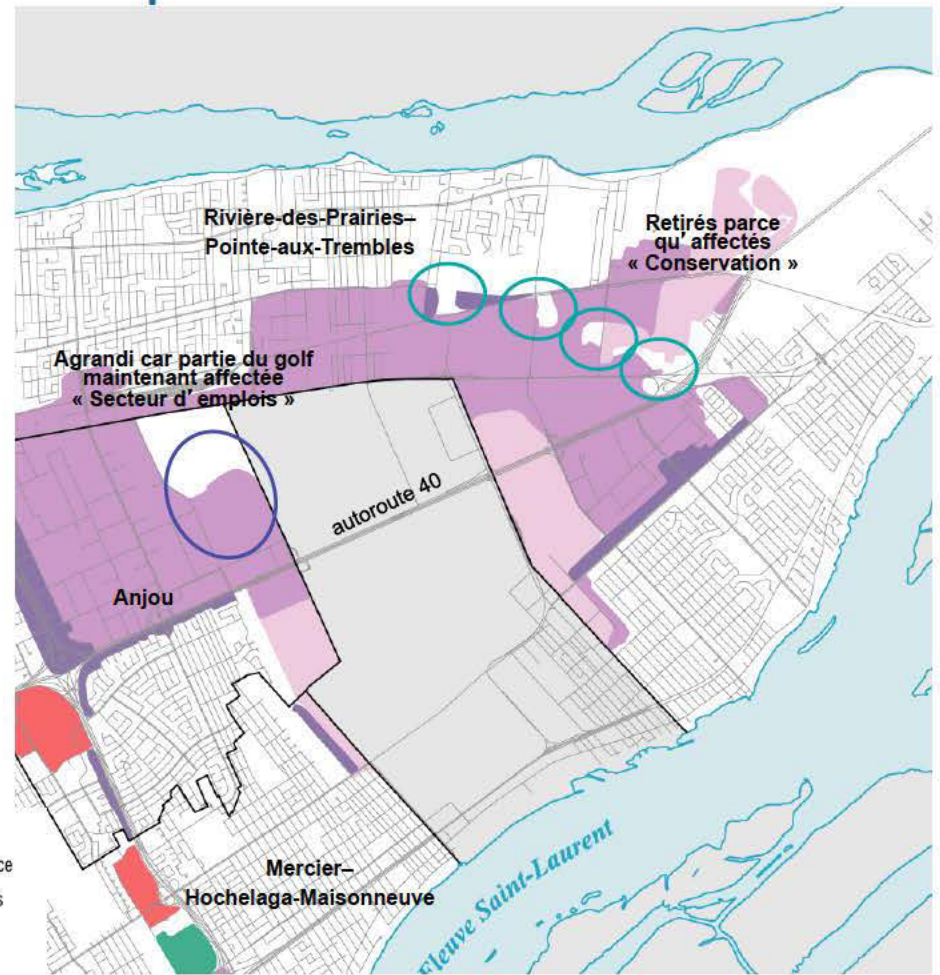 Rivière-des-Prairies–
Pointe-aux-Trembles
Retirés parce
qu'affectés
« Conservation »
Agrandi car partie du golf
maintenant affectée
« Secteur d'emplois »
autoroute 40
Anjou
Mercier–
Hochelaga-Maisonneuve
Fleuve Saint-Laurent